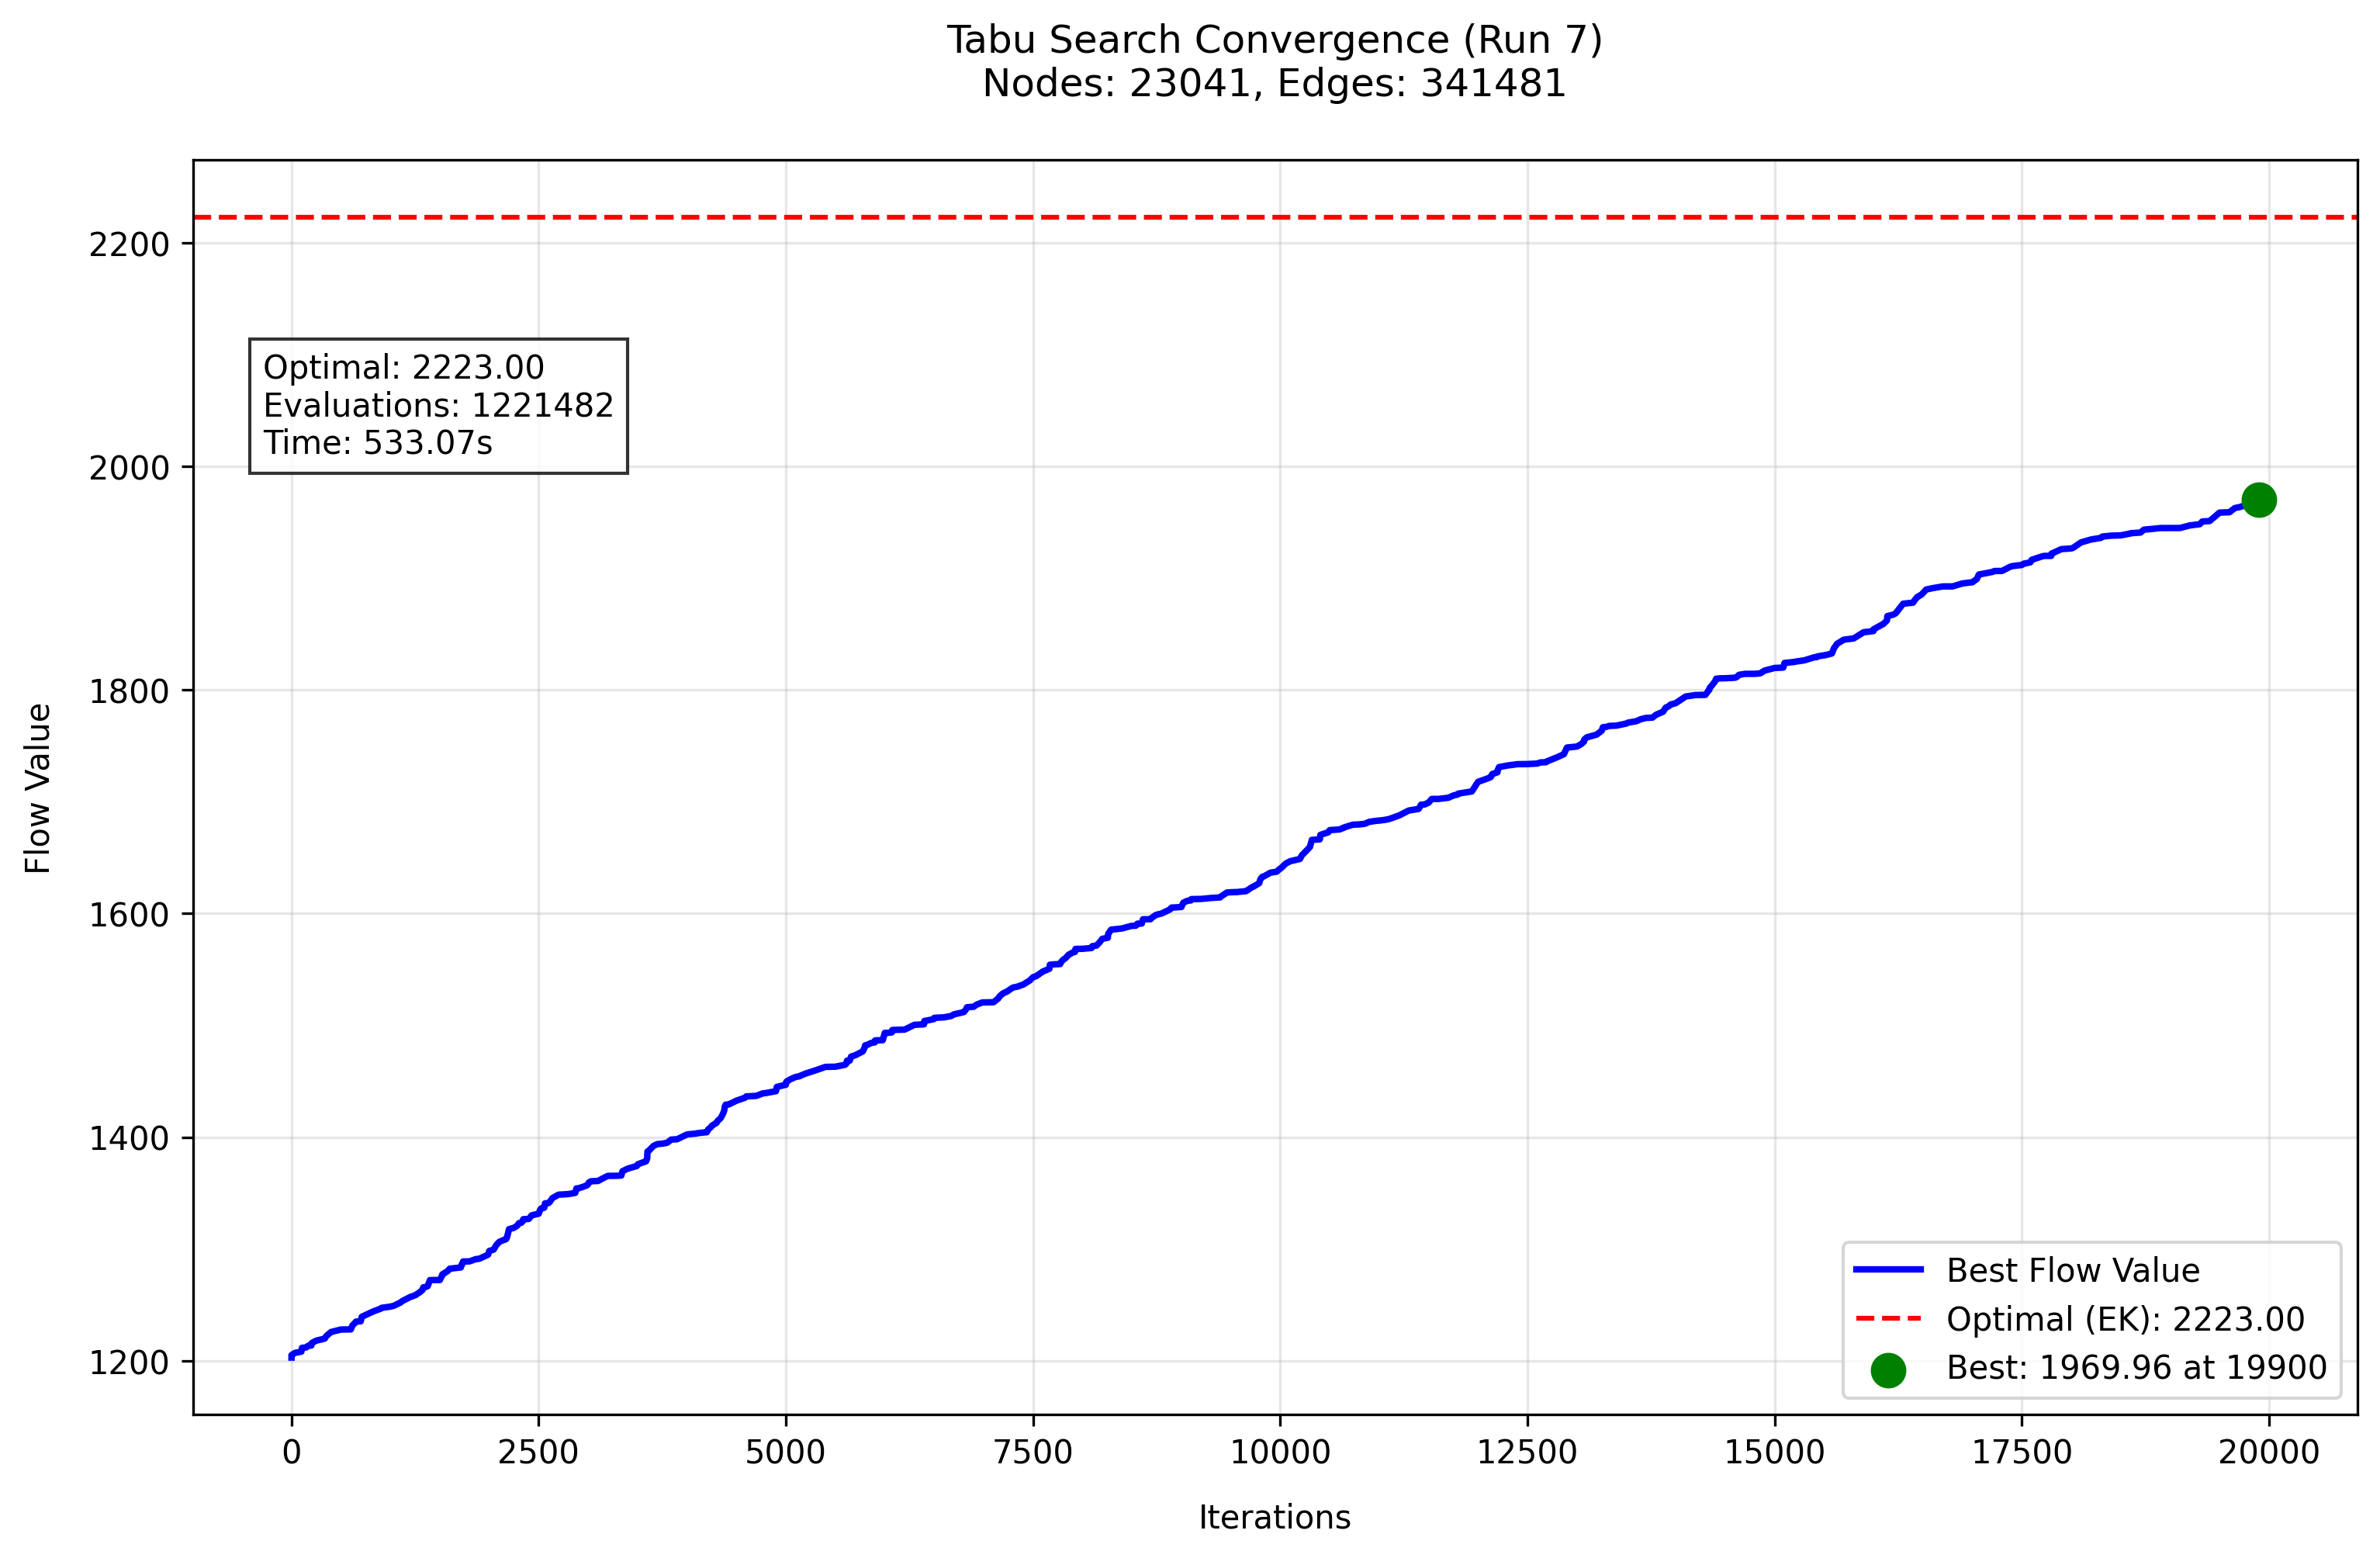 Tabu Search Convergence (Run 7)
Nodes: 23041, Edges: 341481
Flow Value
2200
2000
1800
1600
1400
1200
Optimal: 2223.00
Evaluations: 1221482
Time: 533.07s
Best Flow Value
Optimal (EK): 2223.00
Best: 1969.96 at 19900
0 2500 5000 7500 10000 12500 15000 17500 20000
Iterations